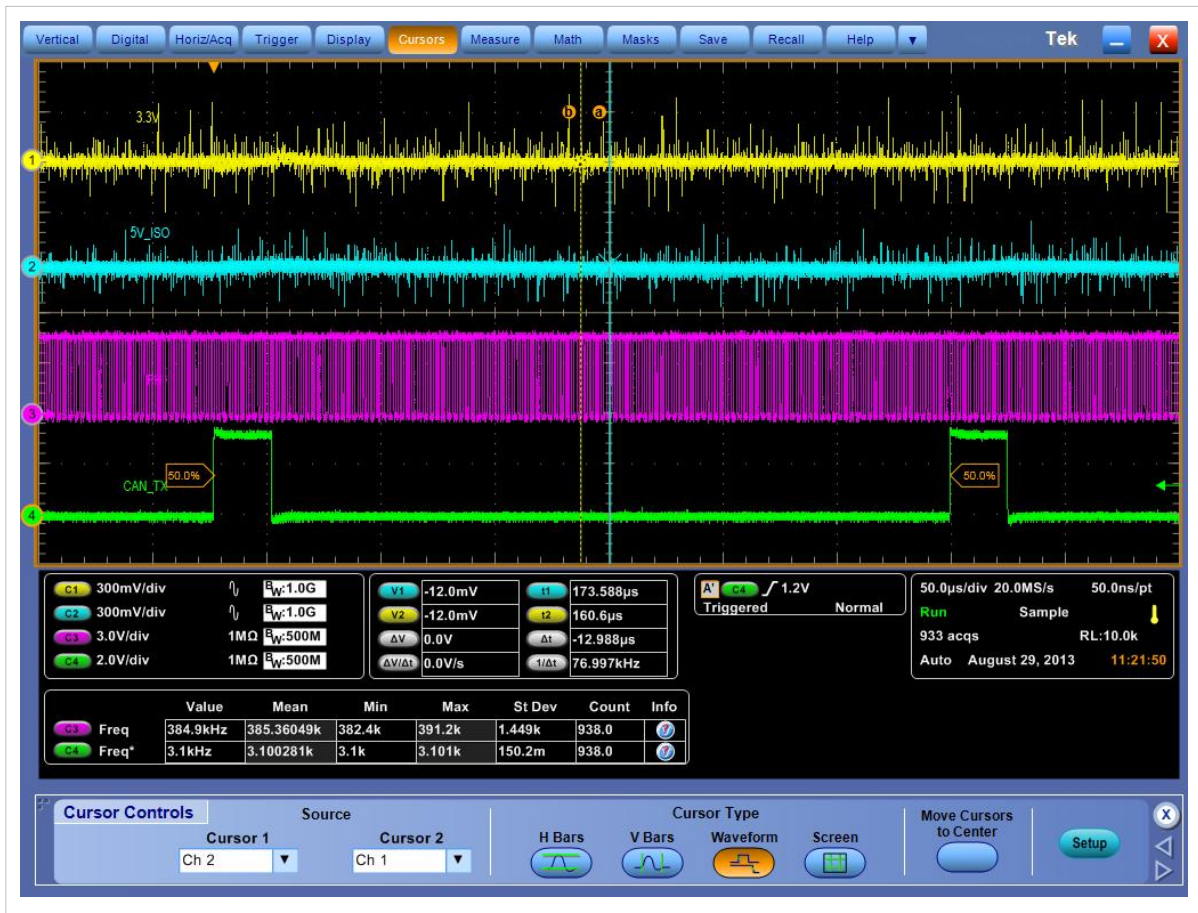 Vertical Digital Horiz/Acq Trigger Display Cursors Measure Math Masks Save Recall Help Tek X
3.3V
b a
1
5V_ISO
2
3
50.0% 50.0%
CAN_TX
4
C1 300mV/div BW:1.0G
C2 300mV/div BW:1.0G
C3 3.0V/div 1MΩ BW:500M
C4 2.0V/div 1MΩ BW:500M
V1 -12.0mV t1 173.588µs
V2 -12.0mV t2 160.6µs
ΔV 0.0V Δt -12.988µs
ΔV/Δt 0.0V/s 1/Δt 76.997kHz
A' C4 1.2V
Triggered Normal
50.0µs/div 20.0MS/s 50.0ns/pt
Run Sample
933 acqs RL:10.0k
Auto August 29, 2013 11:21:50
Value Mean Min Max St Dev Count Info
C3 Freq 384.9kHz 385.36049k 382.4k 391.2k 1.449k 938.0
C4 Freq* 3.1kHz 3.100281k 3.1k 3.101k 150.2m 938.0
Cursor Controls Source Cursor Type Move Cursors to Center X
Cursor 1 Cursor 2 H Bars V Bars Waveform Screen
Ch 2 Ch 1 Setup